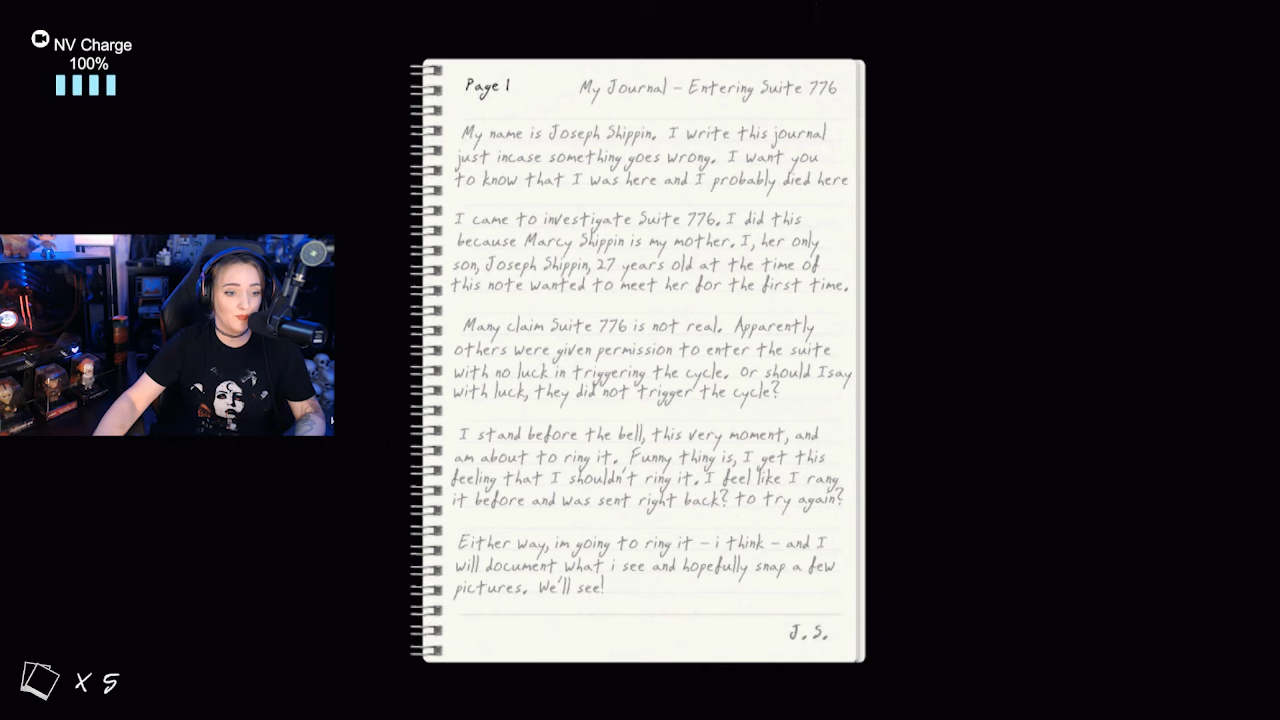 NV Charge
100%
Page 1
My Journal - Entering Suite 776
My name is Joseph Shippin. I write this journal
just incase something goes wrong. I want you
to know that I was here and I probably died here
I came to investigate Suite 776. I did this
because Marcy Shippin is my mother. I, her only
son, Joseph Shippin, 27 years old at the time of
this note wanted to meet her for the first time.
Many claim Suite 776 is not real. Apparently
others were given permission to enter the suite
with no luck in triggering the cycle. Or should I say
with luck, they did not trigger the cycle?
I stand before the bell, this very moment, and
am about to ring it. Funny thing is, I get this
feeling that I shouldn't ring it. I feel like I rang
it before and was sent right back? to try again?
Either way, im going to ring it - i think - and I
will document what i see and hopefully snap a few
pictures. We'll see!
J. S.
X 5